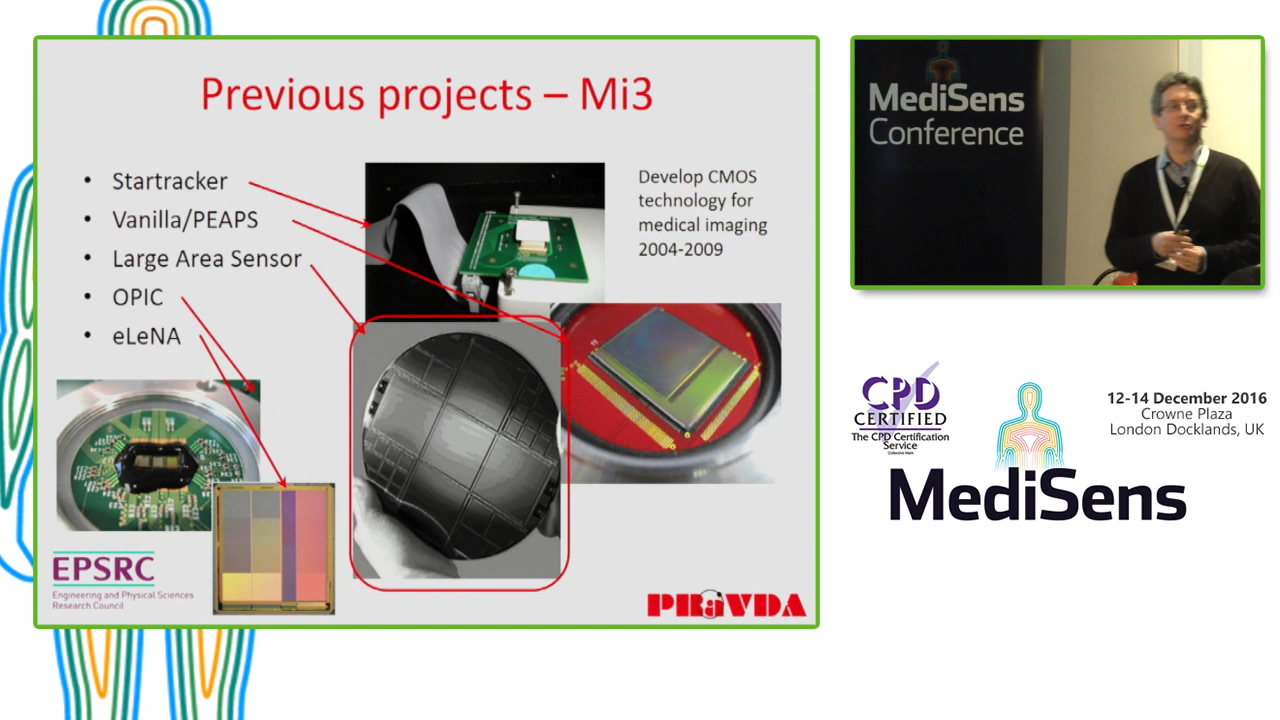 Previous projects – Mi3
• Startracker
• Vanilla/PEAPS
• Large Area Sensor
• OPIC
• eLeNA
Develop CMOS
technology for
medical imaging
2004-2009
EPSRC
Engineering and Physical Sciences
Research Council
PRaVDA
MediSens
Conference
CPD
CERTIFIED
The CPD Certification
Service
Collective Mark
12-14 December 2016
Crowne Plaza
London Docklands, UK
MediSens